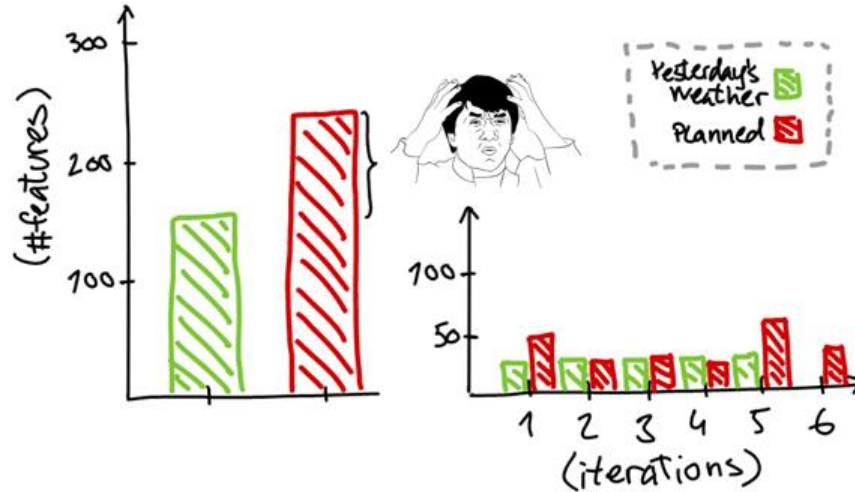 300
200
100
(#features)
Yesterday's
Weather
Planned
100
50
1 2 3 4 5 6
(iterations)